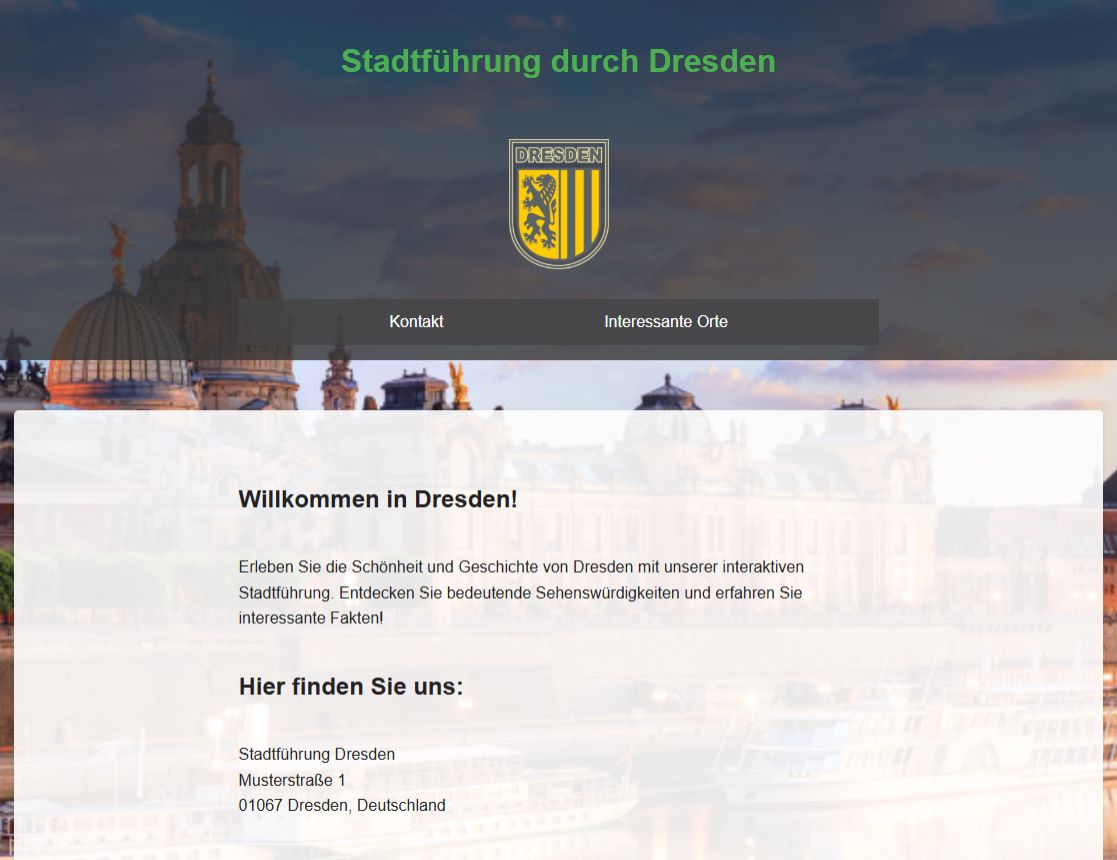 Stadtführung durch Dresden
DRESDEN
Kontakt Interessante Orte
Willkommen in Dresden!
Erleben Sie die Schönheit und Geschichte von Dresden mit unserer interaktiven
Stadtführung. Entdecken Sie bedeutende Sehenswürdigkeiten und erfahren Sie
interessante Fakten!
Hier finden Sie uns:
Stadtführung Dresden
Musterstraße 1
01067 Dresden, Deutschland